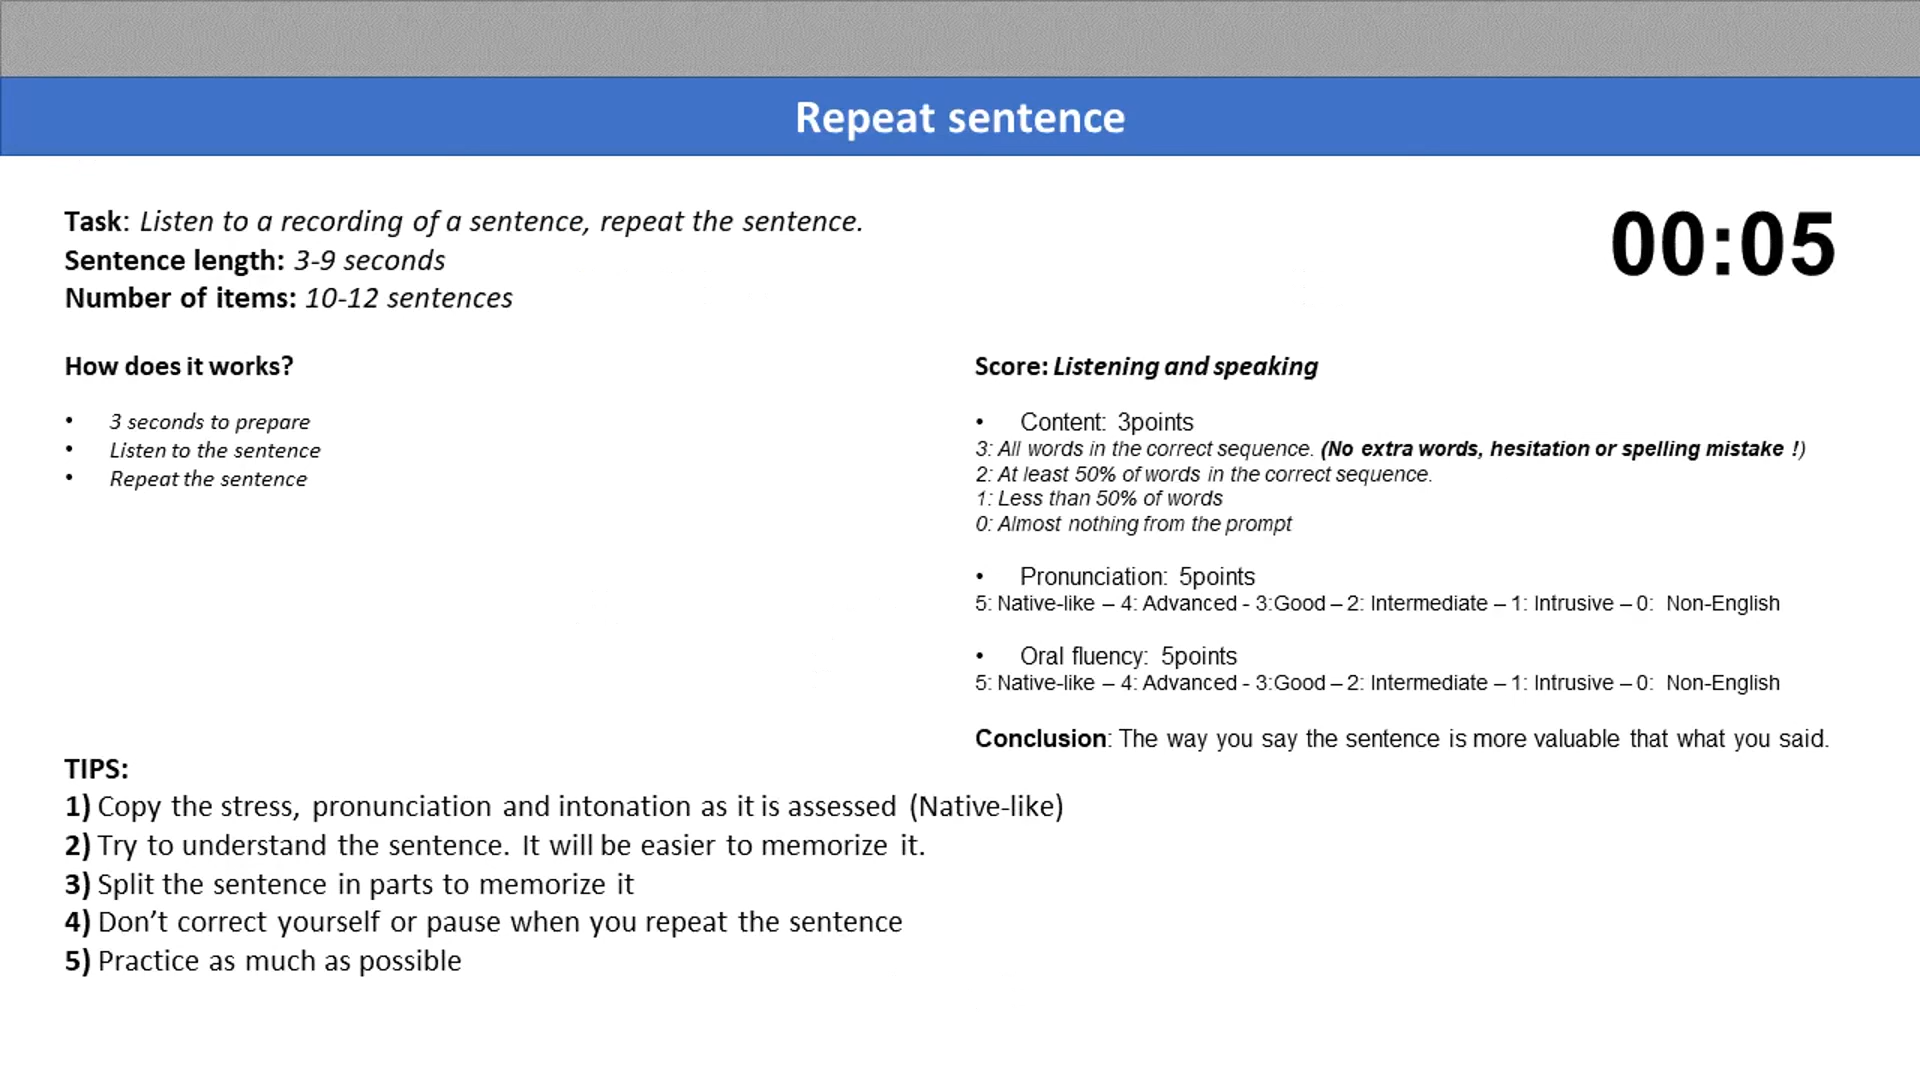 Repeat sentence
Task: Listen to a recording of a sentence, repeat the sentence.
00:05
Sentence length: 3-9 seconds
Number of items: 10-12 sentences
How does it works?
• 3 seconds to prepare
• Listen to the sentence
• Repeat the sentence
Score: Listening and speaking
• Content: 3points
3: All words in the correct sequence. (No extra words, hesitation or spelling mistake !)
2: At least 50% of words in the correct sequence.
1: Less than 50% of words
0: Almost nothing from the prompt
• Pronunciation: 5points
5: Native-like – 4: Advanced - 3:Good – 2: Intermediate – 1: Intrusive – 0: Non-English
• Oral fluency: 5points
5: Native-like – 4: Advanced - 3:Good – 2: Intermediate – 1: Intrusive – 0: Non-English
Conclusion: The way you say the sentence is more valuable that what you said.
TIPS:
1) Copy the stress, pronunciation and intonation as it is assessed (Native-like)
2) Try to understand the sentence. It will be easier to memorize it.
3) Split the sentence in parts to memorize it
4) Don’t correct yourself or pause when you repeat the sentence
5) Practice as much as possible